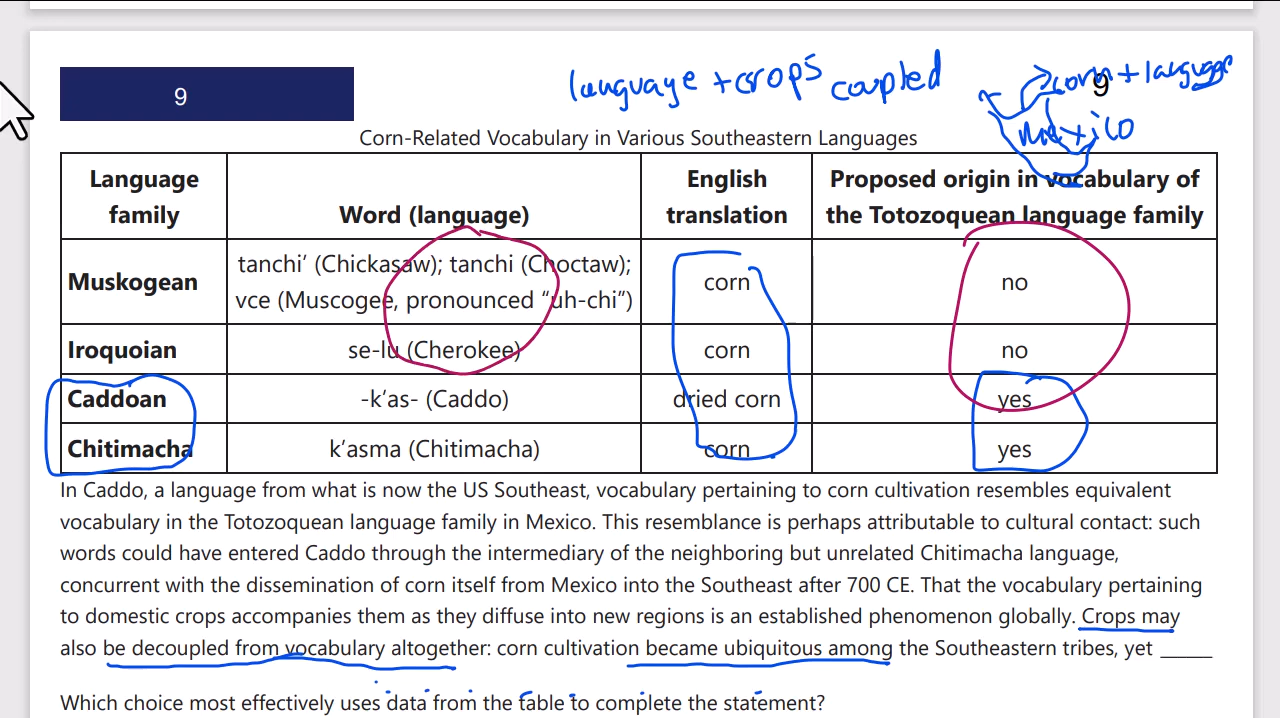 9
language + crops coupled
corn + language
9
mexico
Corn-Related Vocabulary in Various Southeastern Languages
Language family
Word (language)
English translation
Proposed origin in vocabulary of the Totozoquean language family
Muskogean
tanchi’ (Chickasaw); tanchi (Choctaw);
vce (Muscogee, pronounced “uh-chi”)
corn
no
Iroquoian
se-lu (Cherokee)
corn
no
Caddoan
-k’as- (Caddo)
dried corn
yes
Chitimacha
k’asma (Chitimacha)
corn
yes
In Caddo, a language from what is now the US Southeast, vocabulary pertaining to corn cultivation resembles equivalent
vocabulary in the Totozoquean language family in Mexico. This resemblance is perhaps attributable to cultural contact: such
words could have entered Caddo through the intermediary of the neighboring but unrelated Chitimacha language,
concurrent with the dissemination of corn itself from Mexico into the Southeast after 700 CE. That the vocabulary pertaining
to domestic crops accompanies them as they diffuse into new regions is an established phenomenon globally. Crops may
also be decoupled from vocabulary altogether: corn cultivation became ubiquitous among the Southeastern tribes, yet _____
Which choice most effectively uses data from the table to complete the statement?